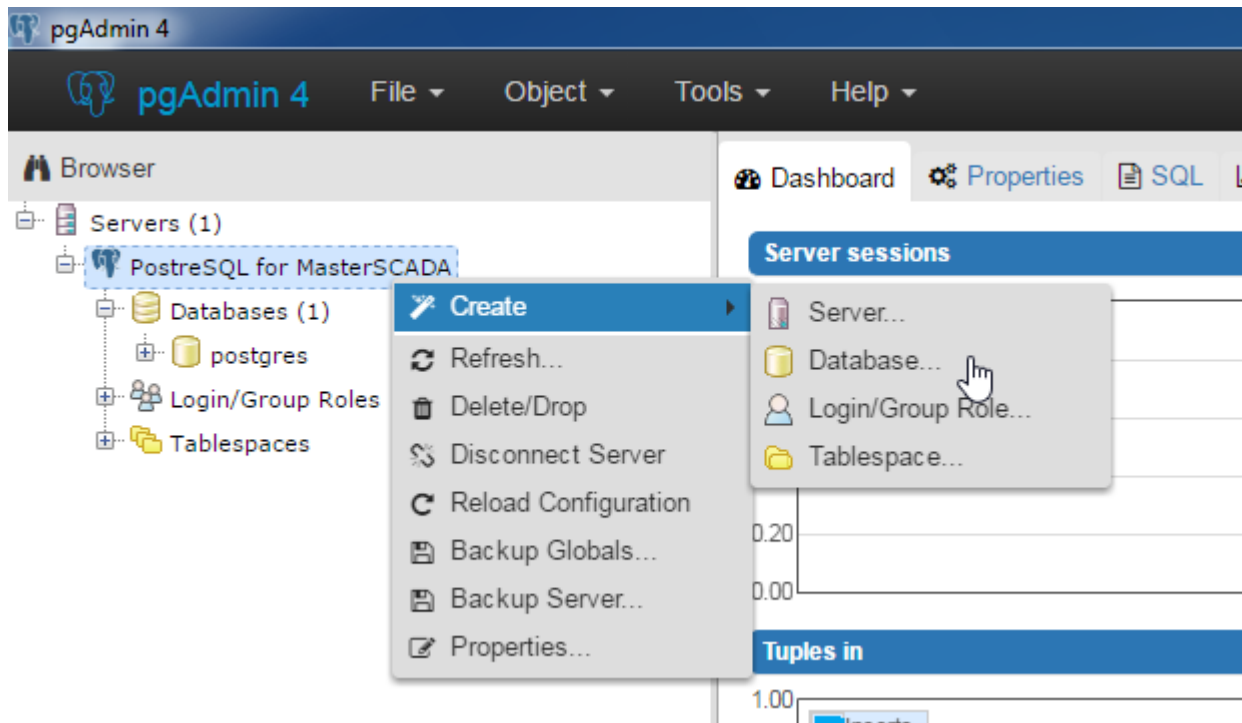 pgAdmin 4
pgAdmin 4 File Object Tools Help
Browser
Dashboard Properties SQL
Servers (1)
PostreSQL for MasterSCADA
Databases (1)
postgres
Login/Group Roles
Tablespaces
Create
Refresh...
Delete/Drop
Disconnect Server
Reload Configuration
Backup Globals...
Backup Server...
Properties...
Server...
Database...
Login/Group Role...
Tablespace...
Server sessions
0.20
0.00
Tuples in
1.00
Inserts